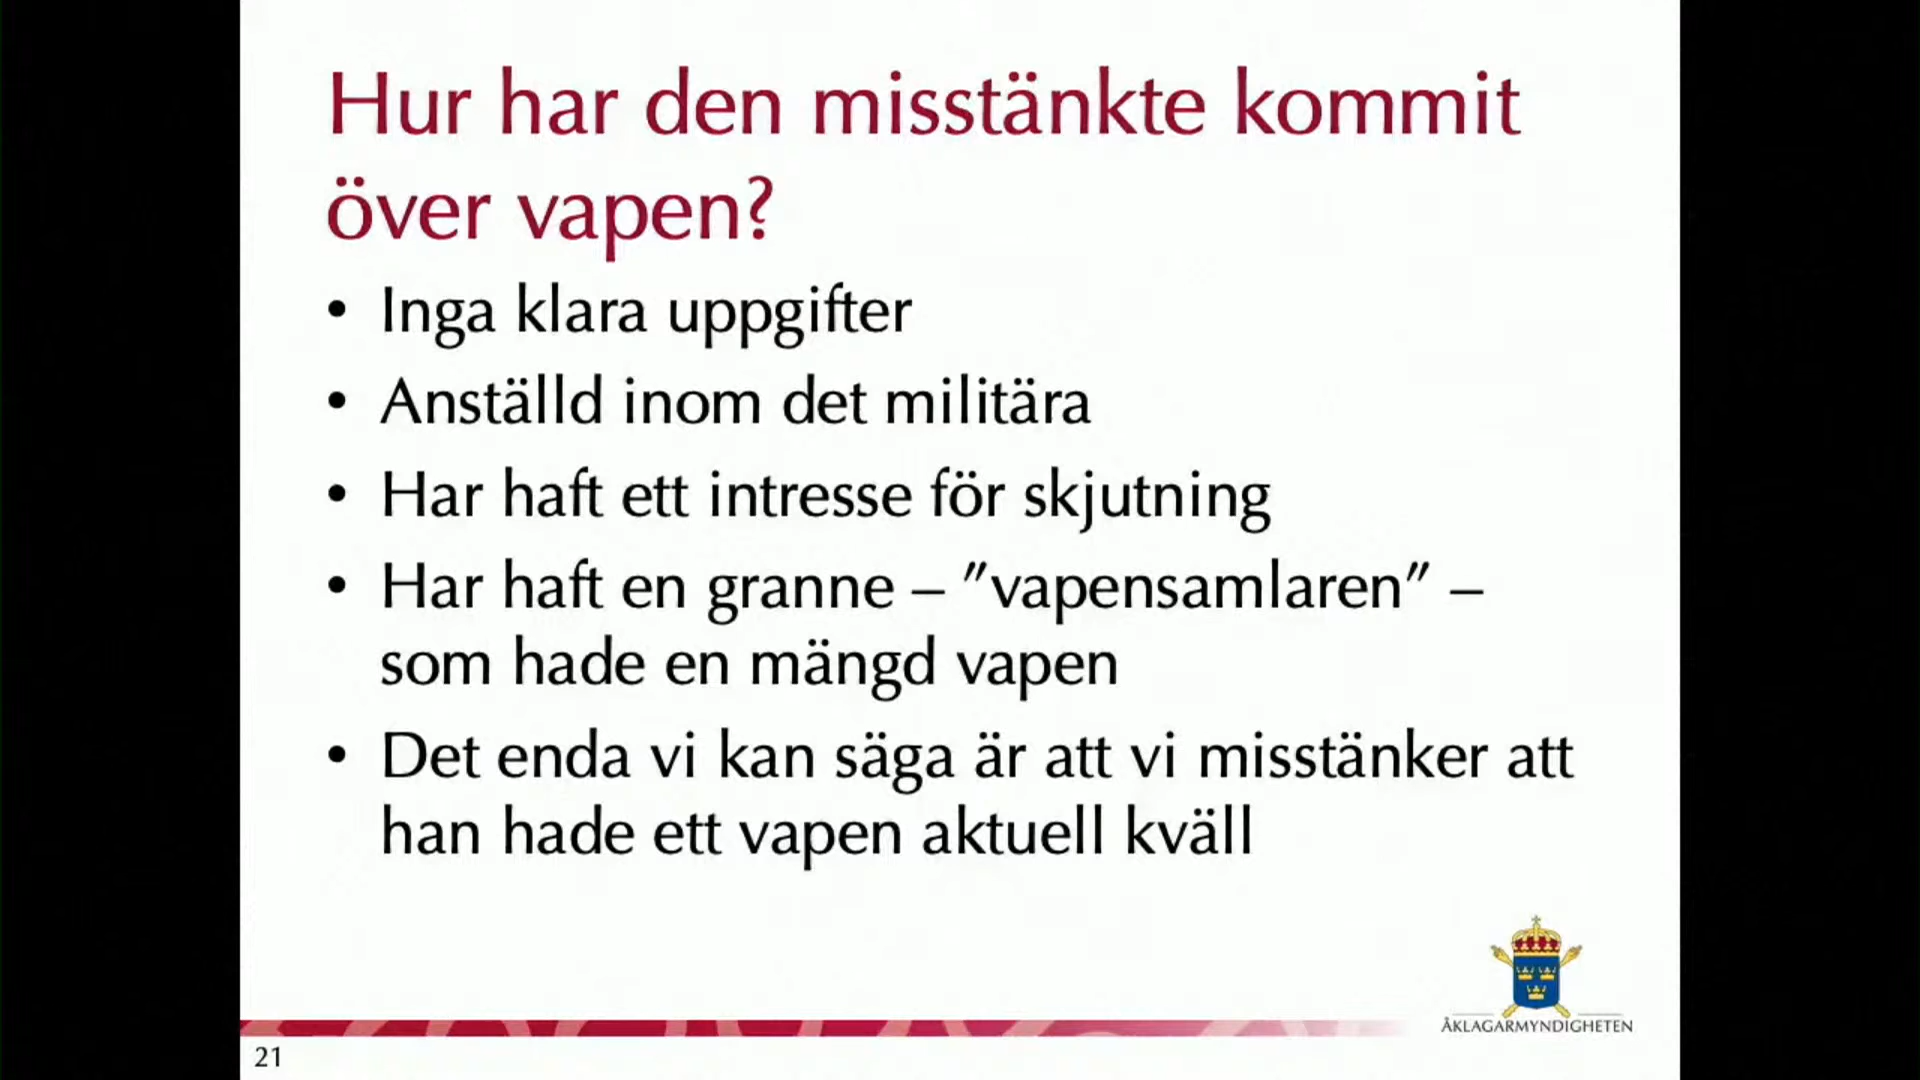 Hur har den misstänkte kommit
över vapen?
• Inga klara uppgifter
• Anställd inom det militära
• Har haft ett intresse för skjutning
• Har haft en granne – ”vapensamlaren” –
som hade en mängd vapen
• Det enda vi kan säga är att vi misstänker att
han hade ett vapen aktuell kväll
ÅKLAGARMYNDIGHETEN
21